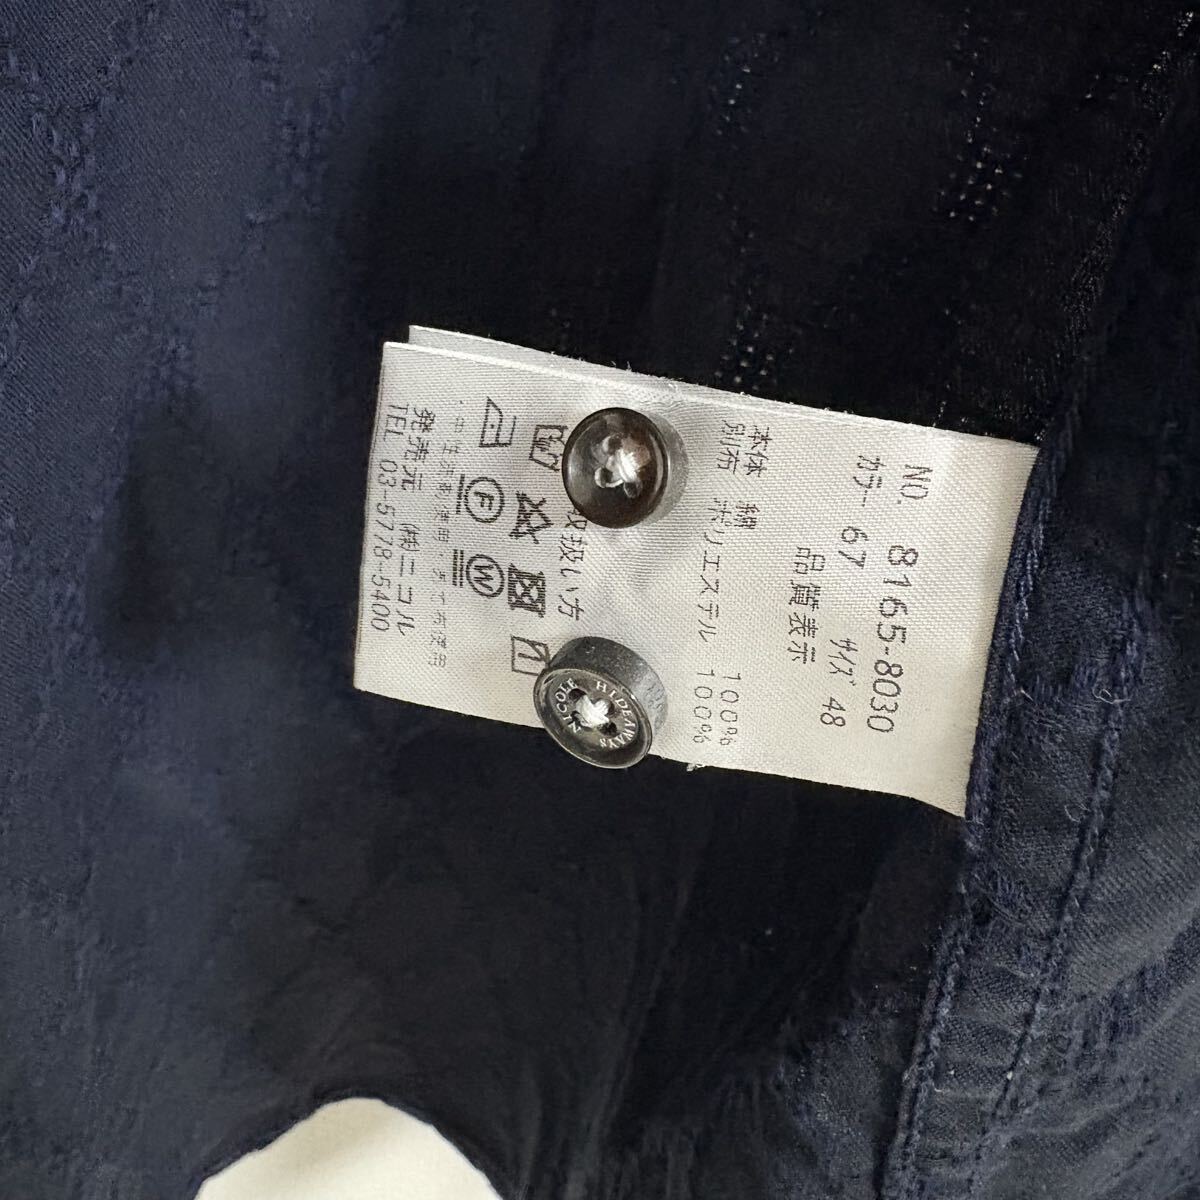 NO. 8165-8030
カラー 67 サイズ 48
品質表示
本体 綿 100%
別布 ポリエステル 100%
扱い方
F W
発売元 ㈱ニコル
TEL 03-5778-5400
NICOLE HIDEAWAYS